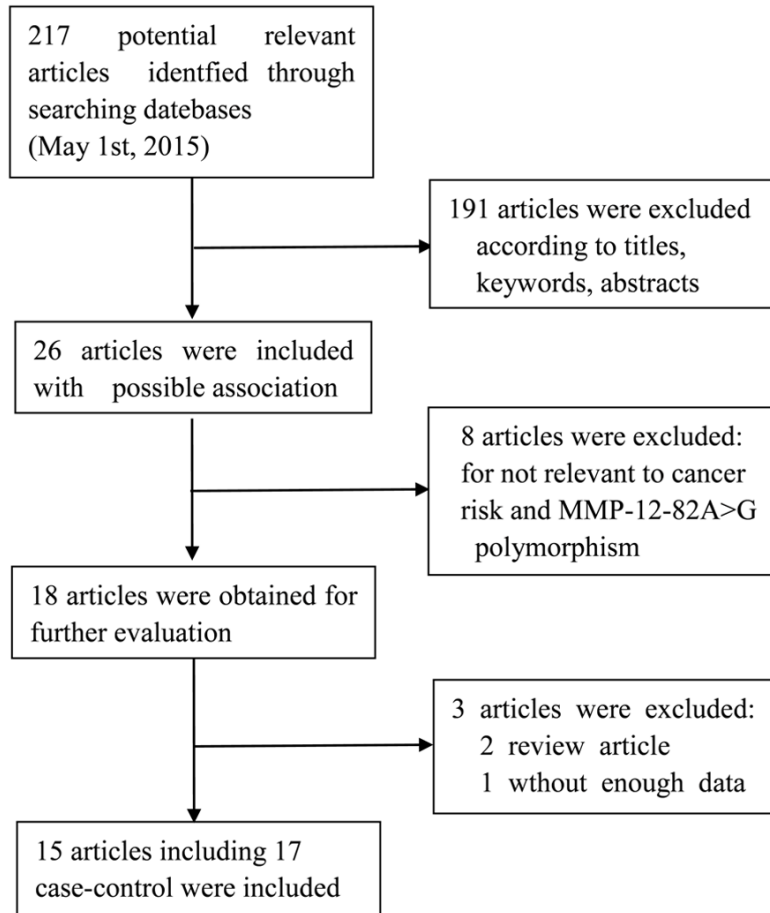 217 potential relevant
articles identfied through
searching datebases
(May 1st, 2015)
191 articles were excluded
according to titles,
keywords, abstracts
26 articles were included
with possible association
8 articles were excluded:
for not relevant to cancer
risk and MMP-12-82A>G
polymorphism
18 articles were obtained for
further evaluation
3 articles were excluded:
2 review article
1 wthout enough data
15 articles including 17
case-control were included